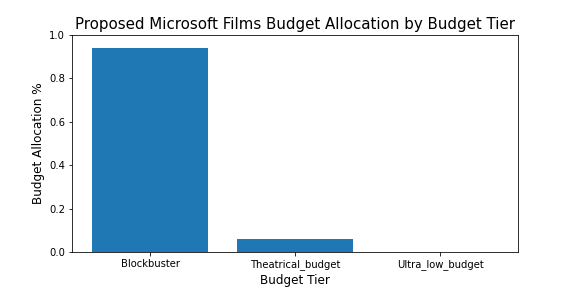 Proposed Microsoft Films Budget Allocation by Budget Tier
1.0
0.8
0.6
0.4
0.2
0.0
Budget Allocation %
Blockbuster Theatrical_budget Ultra_low_budget
Budget Tier